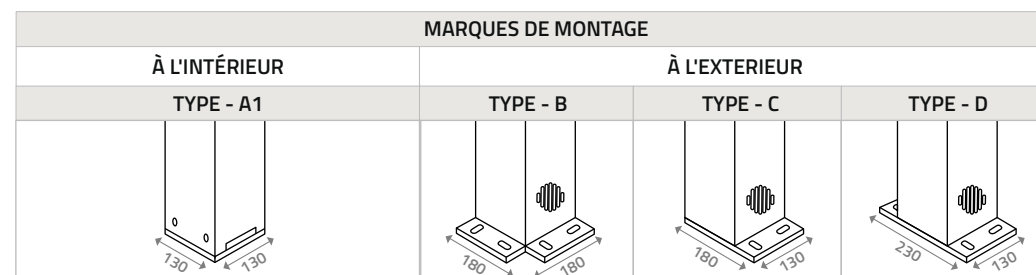 MARQUES DE MONTAGE
À L'INTÉRIEUR À L'EXTERIEUR
TYPE - A1 TYPE - B TYPE - C TYPE - D
130 130 180 180 180 130 230 130